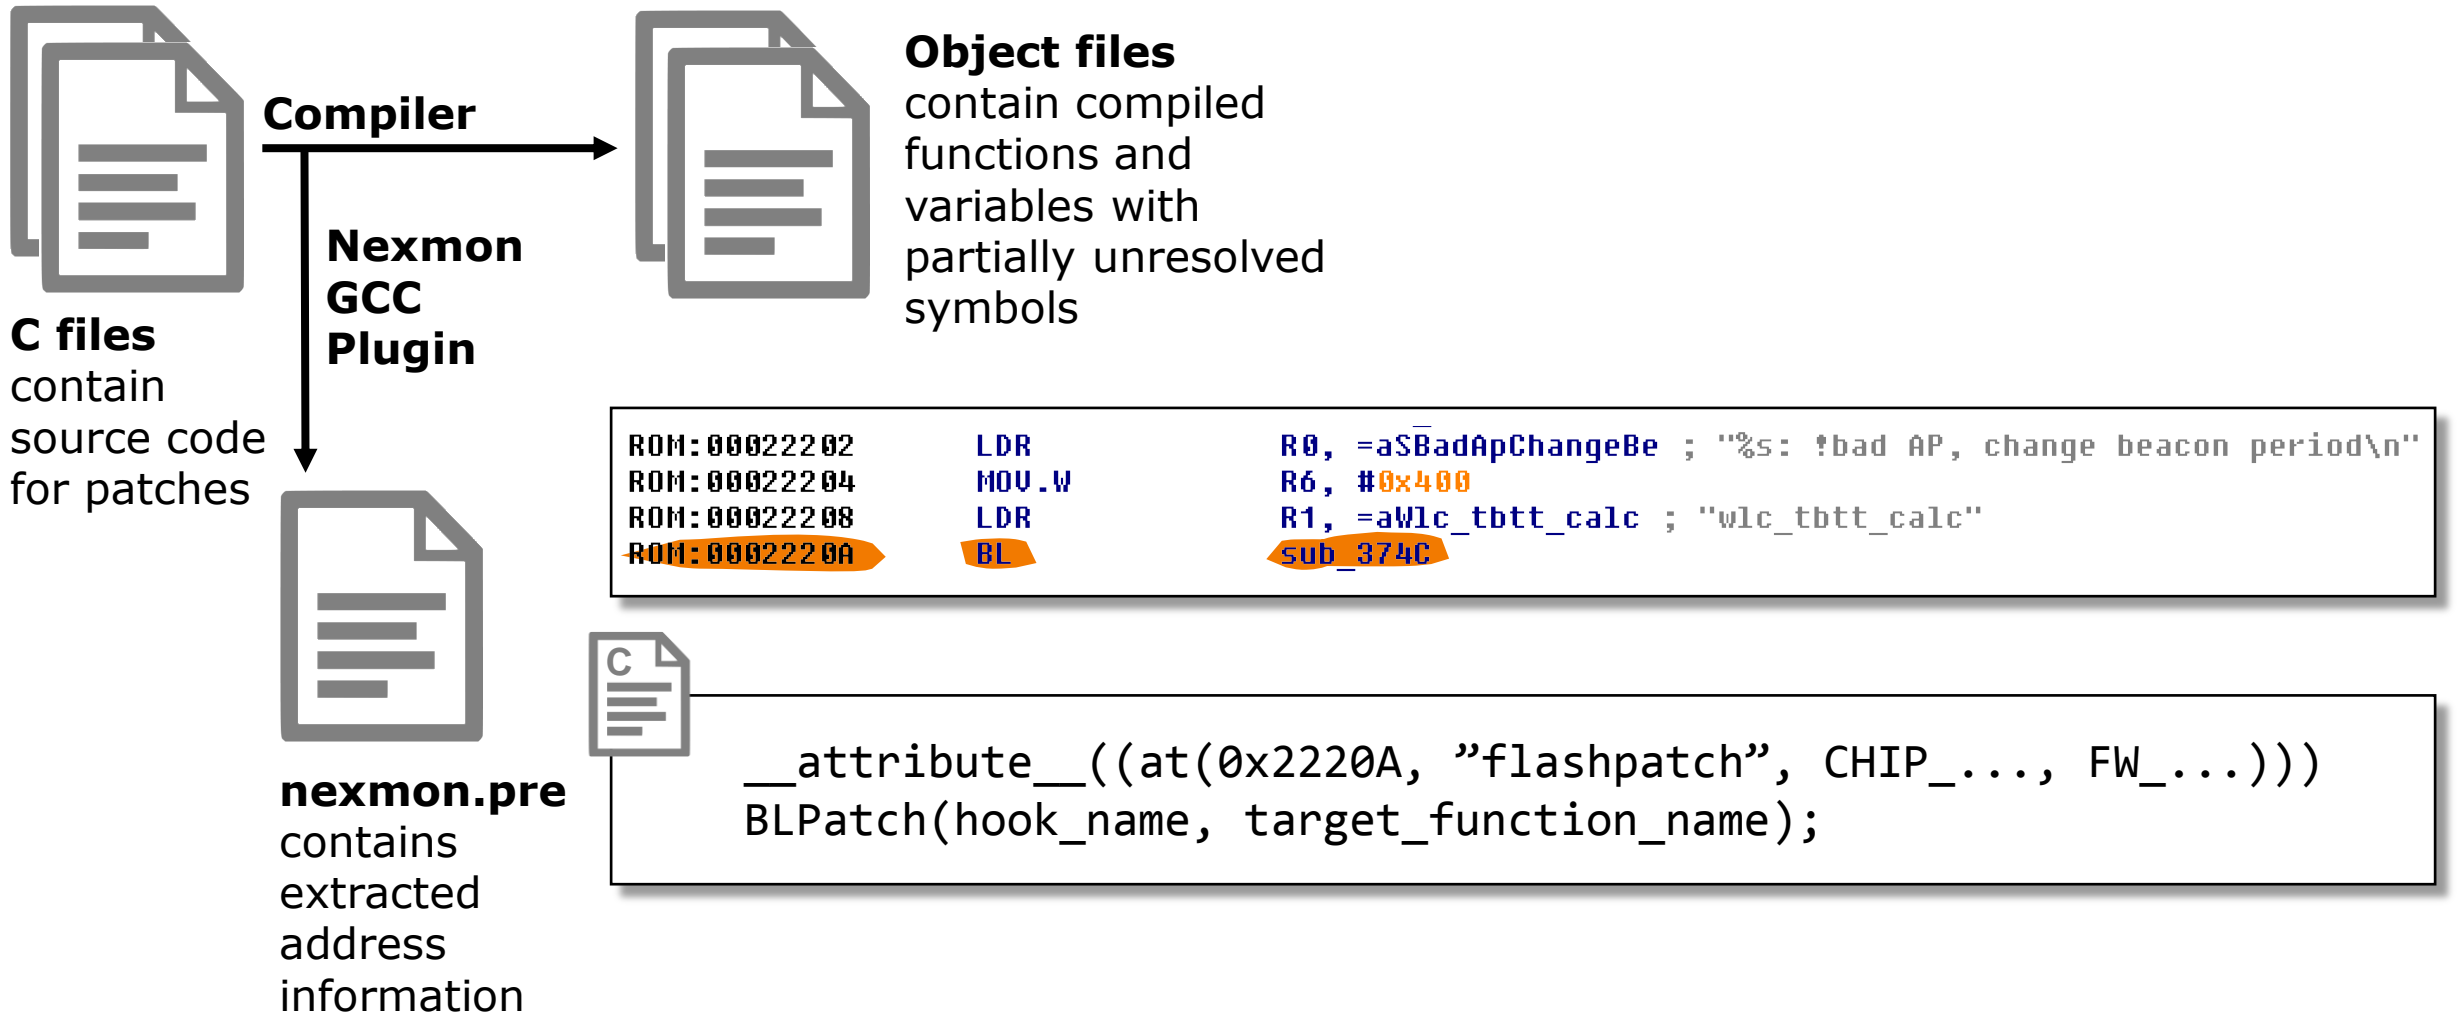 Compiler
Nexmon
GCC
Plugin
C files
contain
source code
for patches
Object files
contain compiled
functions and
variables with
partially unresolved
symbols
nexmon.pre
contains
extracted
address
information
ROM:00022202 LDR R0, =aSBadApChangeBe ; "%s: !bad AP, change beacon period\n"
ROM:00022204 MOV.W R6, #0x400
ROM:00022208 LDR R1, =aWlc_tbtt_calc ; "wlc_tbtt_calc"
ROM:0002220A BL sub_374C
C
__attribute__((at(0x2220A, ”flashpatch”, CHIP_..., FW_...)))
BLPatch(hook_name, target_function_name);